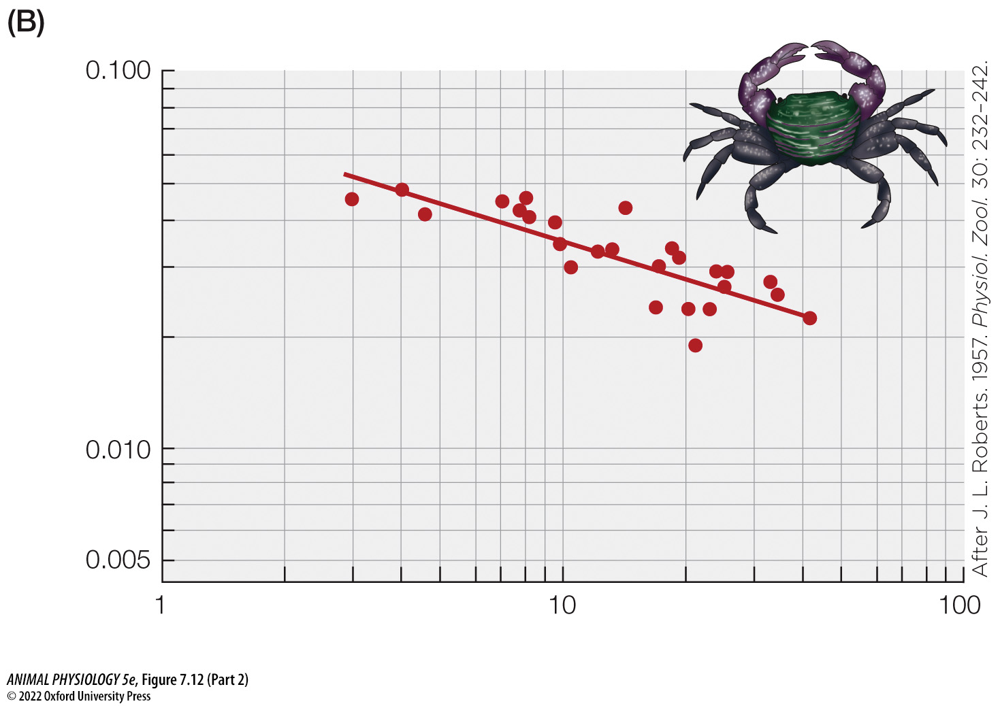 (B)
0.100
0.010
0.005
1 10 100
After J. L. Roberts. 1957. Physiol. Zool. 30: 232–242.
ANIMAL PHYSIOLOGY 5e, Figure 7.12 (Part 2)
© 2022 Oxford University Press